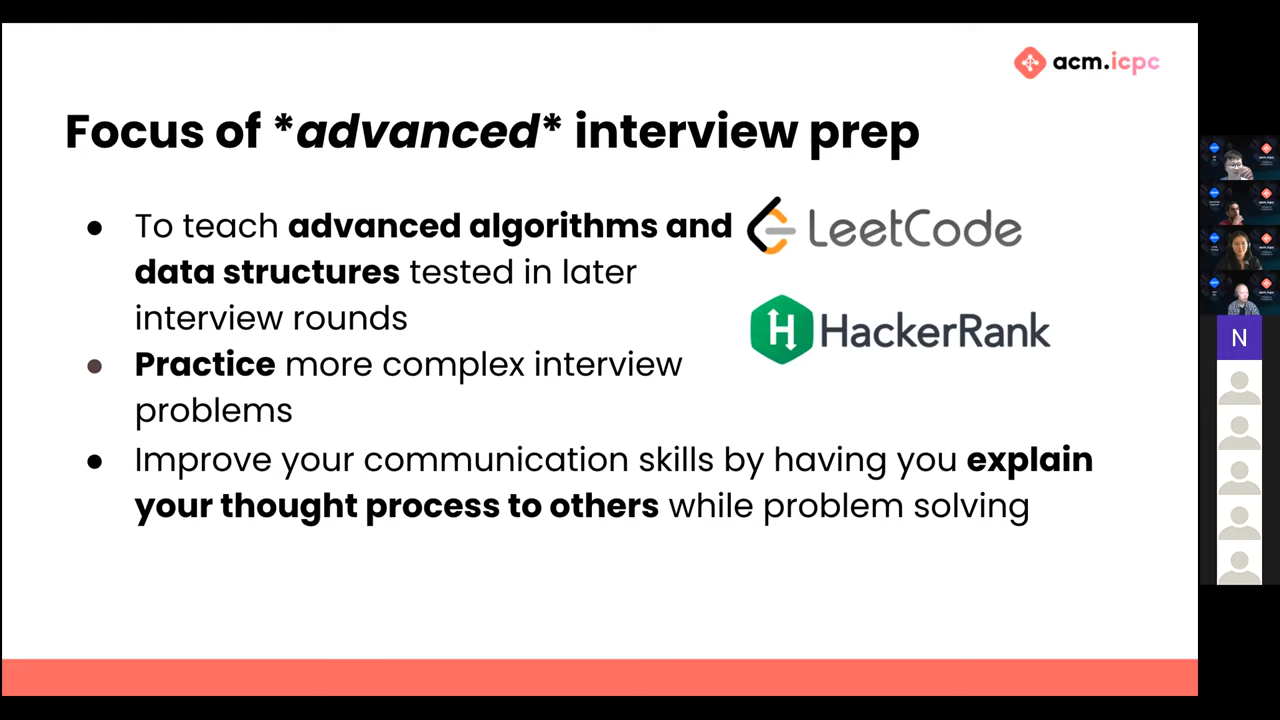 acm.icpc
Focus of *advanced* interview prep
● To teach advanced algorithms and
data structures tested in later
interview rounds
● Practice more complex interview
problems
● Improve your communication skills by having you explain
your thought process to others while problem solving
LeetCode
HackerRank
N